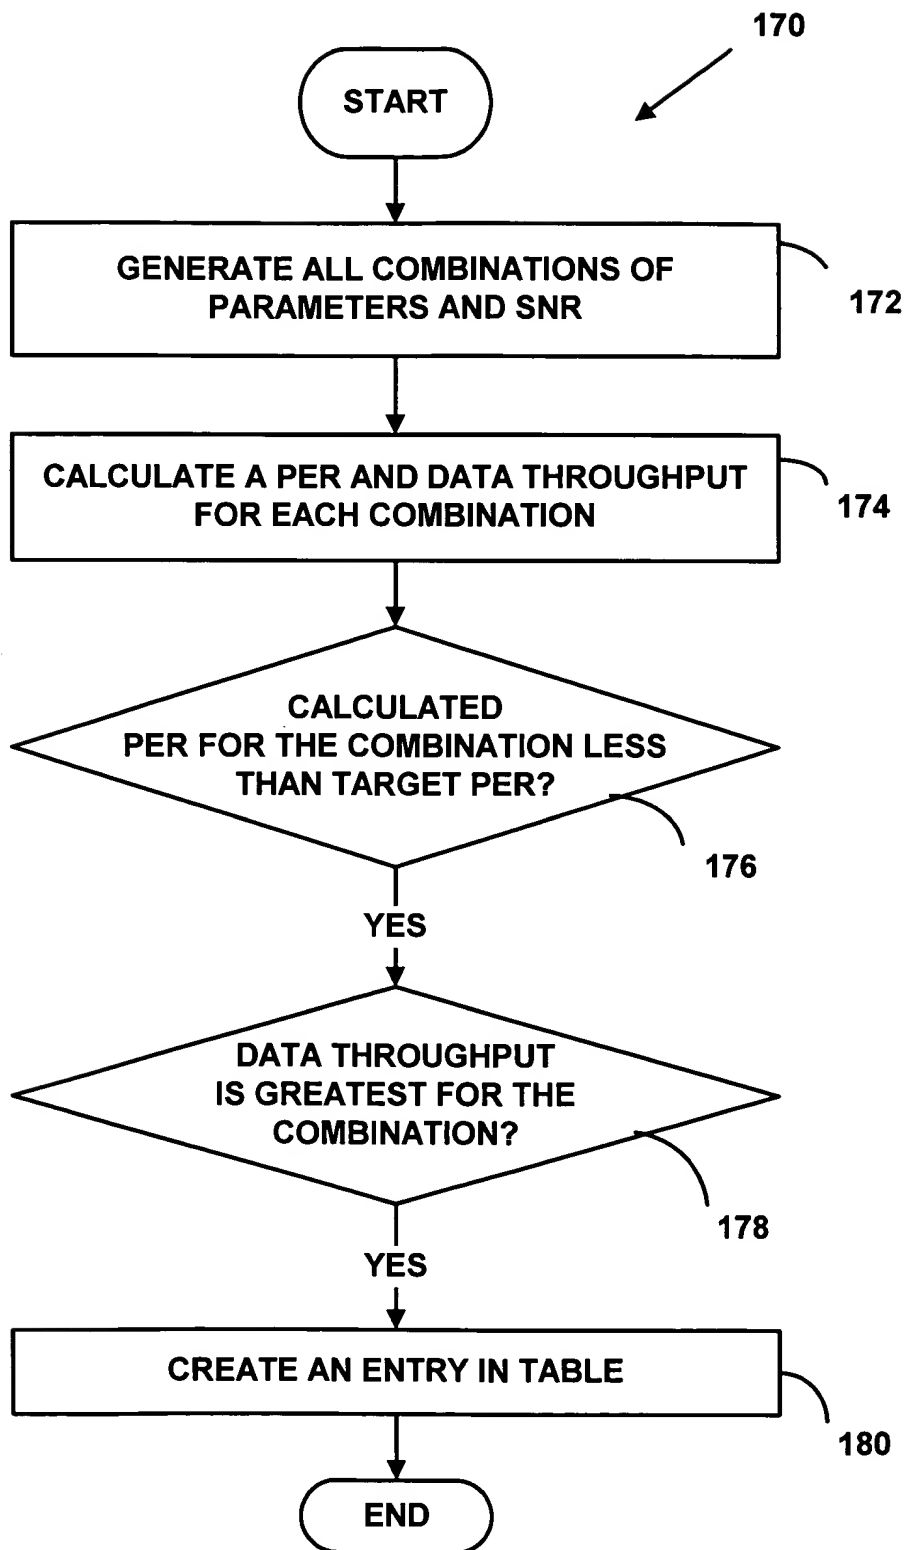 170
START
GENERATE ALL COMBINATIONS OF
PARAMETERS AND SNR
172
CALCULATE A PER AND DATA THROUGHPUT
FOR EACH COMBINATION
174
CALCULATED
PER FOR THE COMBINATION LESS
THAN TARGET PER?
176
YES
DATA THROUGHPUT
IS GREATEST FOR THE
COMBINATION?
178
YES
CREATE AN ENTRY IN TABLE
180
END